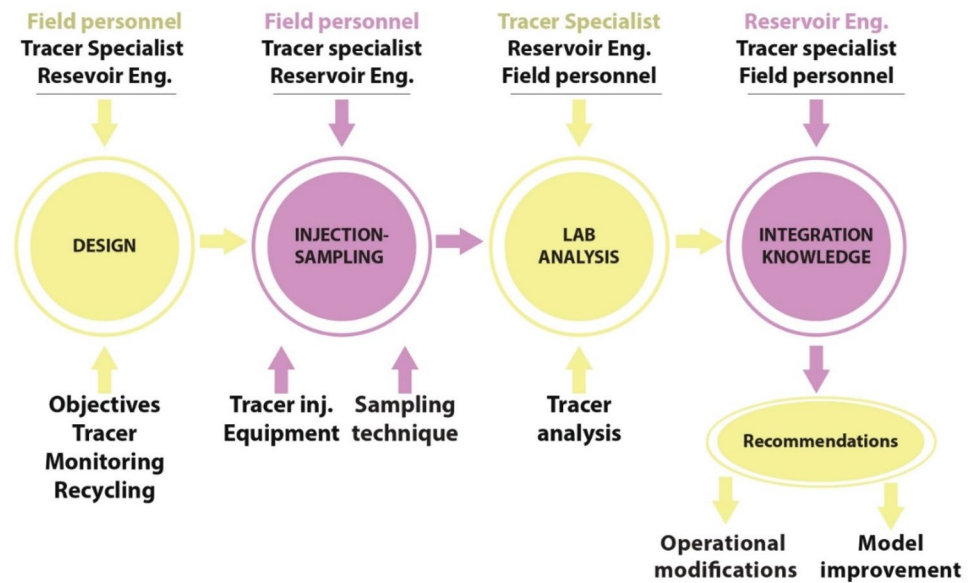 Field personnel
Tracer Specialist
Resevoir Eng.
Field personnel
Tracer specialist
Reservoir Eng.
Tracer Specialist
Reservoir Eng.
Field personnel
Reservoir Eng.
Tracer specialist
Field personnel
DESIGN
INJECTION-
SAMPLING
LAB
ANALYSIS
INTEGRATION
KNOWLEDGE
Objectives
Tracer
Monitoring
Recycling
Tracer inj.
Equipment
Sampling
technique
Tracer
analysis
Recommendations
Operational
modifications
Model
improvement